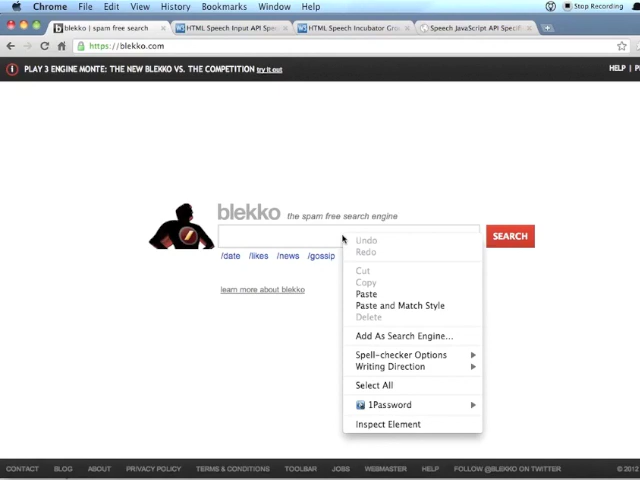 Chrome File Edit View History Bookmarks Window Help Stop Recording
blekko | spam free search HTML Speech Input API Spec HTML Speech Incubator Gro Speech JavaScript API Specif
https://blekko.com
PLAY 3 ENGINE MONTE: THE NEW BLEKKO VS. THE COMPETITION try it out HELP | P
blekko the spam free search engine
SEARCH
/date /likes /news /gossip
learn more about blekko
Undo
Redo
Cut
Copy
Paste
Paste and Match Style
Delete
Add As Search Engine...
Spell-checker Options
Writing Direction
Select All
1Password
Inspect Element
CONTACT BLOG ABOUT PRIVACY POLICY TERMS & CONDITIONS TOOLBAR JOBS WEBMASTER HELP FOLLOW @BLEKKO ON TWITTER © 2012